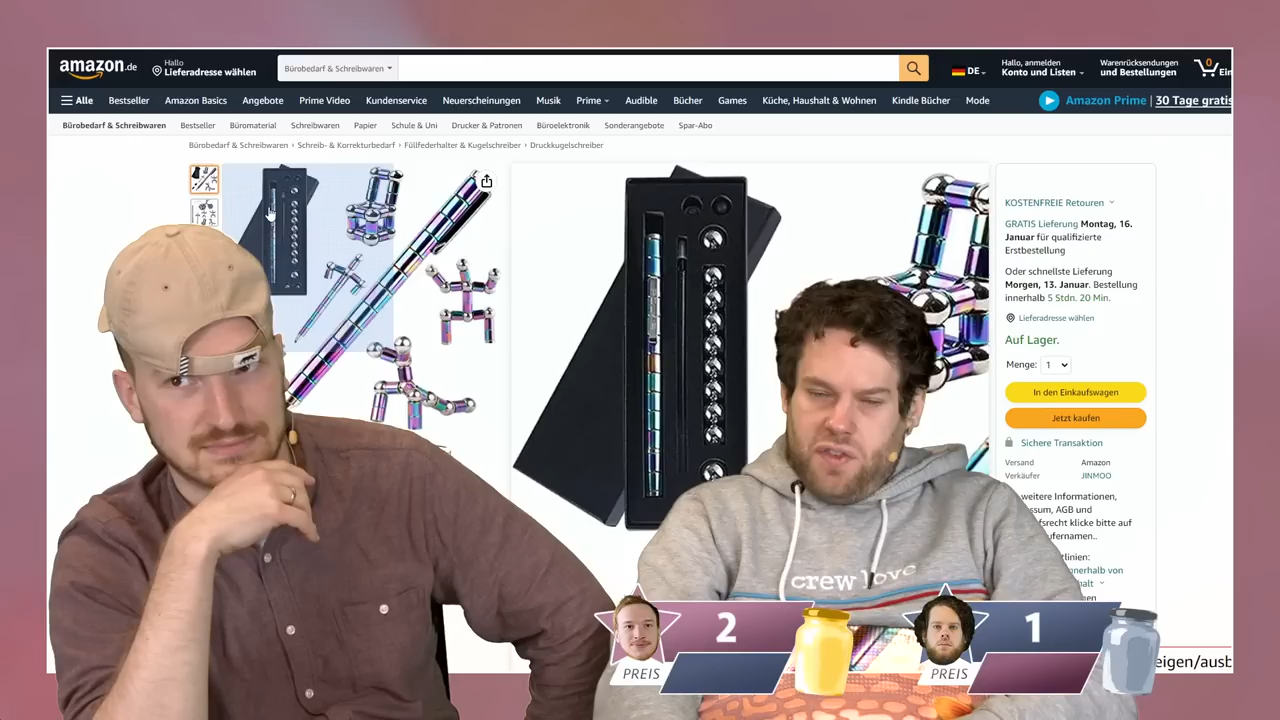 amazon.de
Hallo
Lieferadresse wählen
Bürobedarf & Schreibwaren
DE
Hallo, anmelden
Konto und Listen
Warenrücksendungen
und Bestellungen
0
Alle
Bestseller
Amazon Basics
Angebote
Prime Video
Kundenservice
Neuerscheinungen
Musik
Prime
Audible
Bücher
Games
Küche, Haushalt & Wohnen
Kindle Bücher
Mode
Amazon Prime | 30 Tage gratis
Bürobedarf & Schreibwaren
Bestseller
Büromaterial
Schreibwaren
Papier
Schule & Uni
Drucker & Patronen
Büroelektronik
Sonderangebote
Spar-Abo
Bürobedarf & Schreibwaren › Schreib- & Korrekturbedarf › Füllfederhalter & Kugelschreiber › Druckkugelschreiber
KOSTENFREIE Retouren
GRATIS Lieferung Montag, 16.
Januar für qualifizierte
Erstbestellung
Oder schnellste Lieferung
Morgen, 13. Januar. Bestellung
innerhalb 5 Stdn. 20 Min.
Lieferadresse wählen
Auf Lager.
Menge: 1
In den Einkaufswagen
Jetzt kaufen
Sichere Transaktion
Versand Amazon
Verkäufer JINMOO
weitere Informationen,
ssum, AGB und
fsrecht klicke bitte auf
ufernamen..
tlinien:
nnerhalb von
halt
crew love
2
PREIS
1
PREIS
eigen/ausb